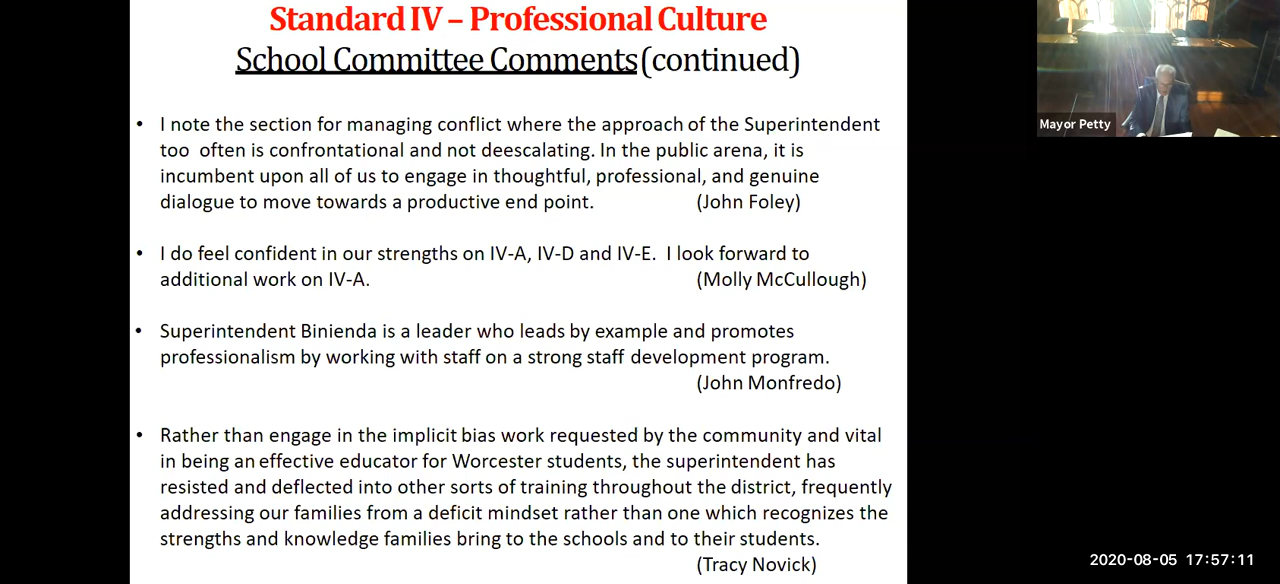 Standard IV – Professional Culture
School Committee Comments (continued)
• I note the section for managing conflict where the approach of the Superintendent
too often is confrontational and not deescalating. In the public arena, it is
incumbent upon all of us to engage in thoughtful, professional, and genuine
dialogue to move towards a productive end point. (John Foley)
• I do feel confident in our strengths on IV-A, IV-D and IV-E. I look forward to
additional work on IV-A. (Molly McCullough)
• Superintendent Binienda is a leader who leads by example and promotes
professionalism by working with staff on a strong staff development program.
(John Monfredo)
• Rather than engage in the implicit bias work requested by the community and vital
in being an effective educator for Worcester students, the superintendent has
resisted and deflected into other sorts of training throughout the district, frequently
addressing our families from a deficit mindset rather than one which recognizes the
strengths and knowledge families bring to the schools and to their students.
(Tracy Novick)
Mayor Petty
2020-08-05 17:57:11